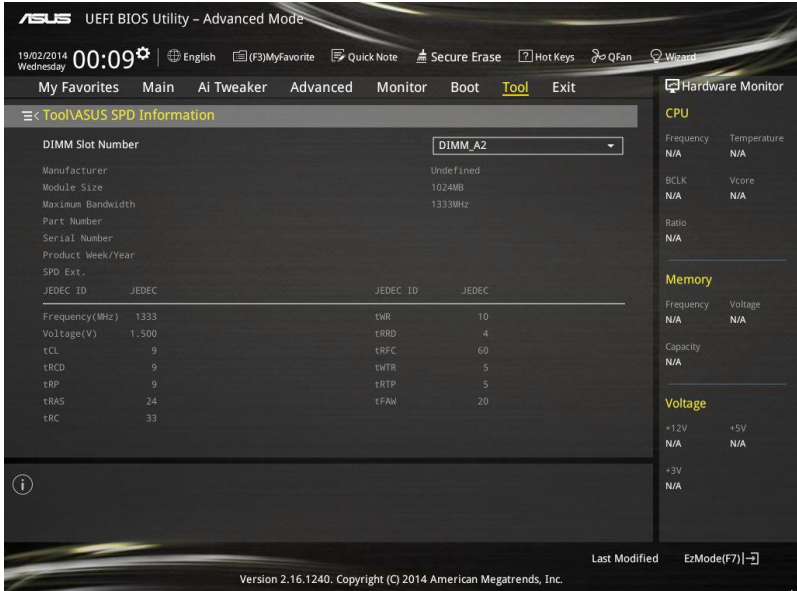 ASUS UEFI BIOS Utility – Advanced Mode
19/02/2014 Wednesday 00:09 English (F3)MyFavorite Quick Note Secure Erase ? Hot Keys QFan Wizard
My Favorites Main Ai Tweaker Advanced Monitor Boot Tool Exit
Tool\ASUS SPD Information
DIMM Slot Number DIMM_A2
Manufacturer Undefined
Module Size 1024MB
Maximum Bandwidth 1333MHz
Part Number
Serial Number
Product Week/Year
SPD Ext.
JEDEC ID JEDEC JEDEC ID JEDEC
Frequency(MHz) 1333 tWR 10
Voltage(V) 1.500 tRRD 4
tCL 9 tRFC 60
tRCD 9 tWTR 5
tRP 9 tRTP 5
tRAS 24 tFAW 20
tRC 33
Hardware Monitor
CPU
Frequency Temperature
N/A N/A
BCLK Vcore
N/A N/A
Ratio
N/A
Memory
Frequency Voltage
N/A N/A
Capacity
N/A
Voltage
+12V +5V
N/A N/A
+3V
N/A
i
Last Modified EzMode(F7)
Version 2.16.1240. Copyright (C) 2014 American Megatrends, Inc.